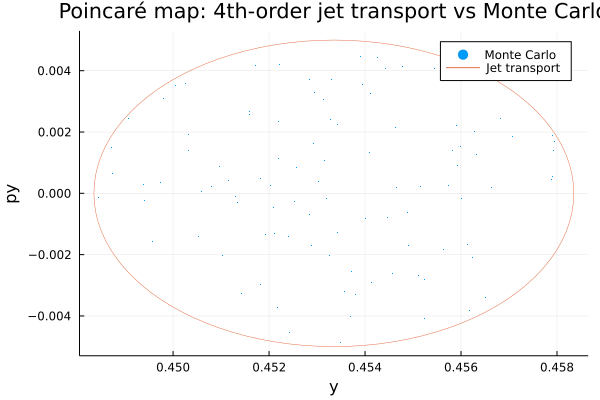 Poincaré map: 4th-order jet transport vs Monte Carlo
Monte Carlo
Jet transport
0.004
0.002
0.000
−0.002
−0.004
py
0.450
0.452
0.454
0.456
0.458
y